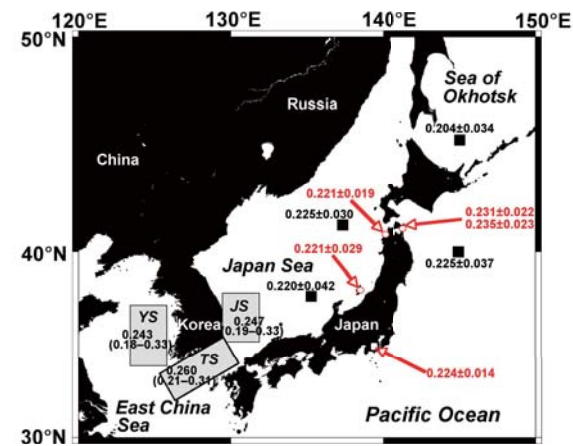 120°E 130°E 140°E 150°E
50°N
Sea of
Okhotsk
Russia
0.204±0.034
China
0.221±0.019
0.231±0.022
0.235±0.023
0.225±0.030
40°N
0.221±0.029
0.225±0.037
Japan Sea
0.220±0.042
YS
0.243
(0.18–0.33)
Korea
JS
0.247
(0.19–0.33)
Japan
TS
0.260
(0.21–0.31)
0.224±0.014
East China
Sea
Pacific Ocean
30°N